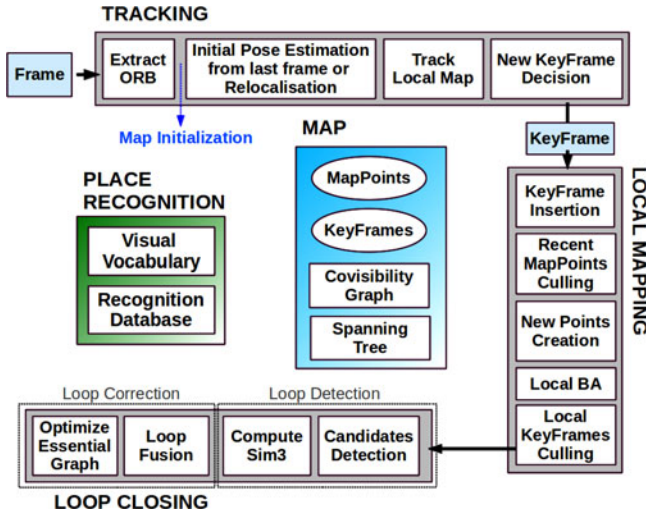 TRACKING
Frame
Extract
ORB
Initial Pose Estimation
from last frame or
Relocalisation
Track
Local Map
New KeyFrame
Decision
Map Initialization
KeyFrame
MAP
MapPoints
KeyFrames
Covisibility
Graph
Spanning
Tree
PLACE
RECOGNITION
Visual
Vocabulary
Recognition
Database
LOCAL MAPPING
KeyFrame
Insertion
Recent
MapPoints
Culling
New Points
Creation
Local BA
Local
KeyFrames
Culling
Loop Correction
Loop Detection
Optimize
Essential
Graph
Loop
Fusion
Compute
Sim3
Candidates
Detection
LOOP CLOSING